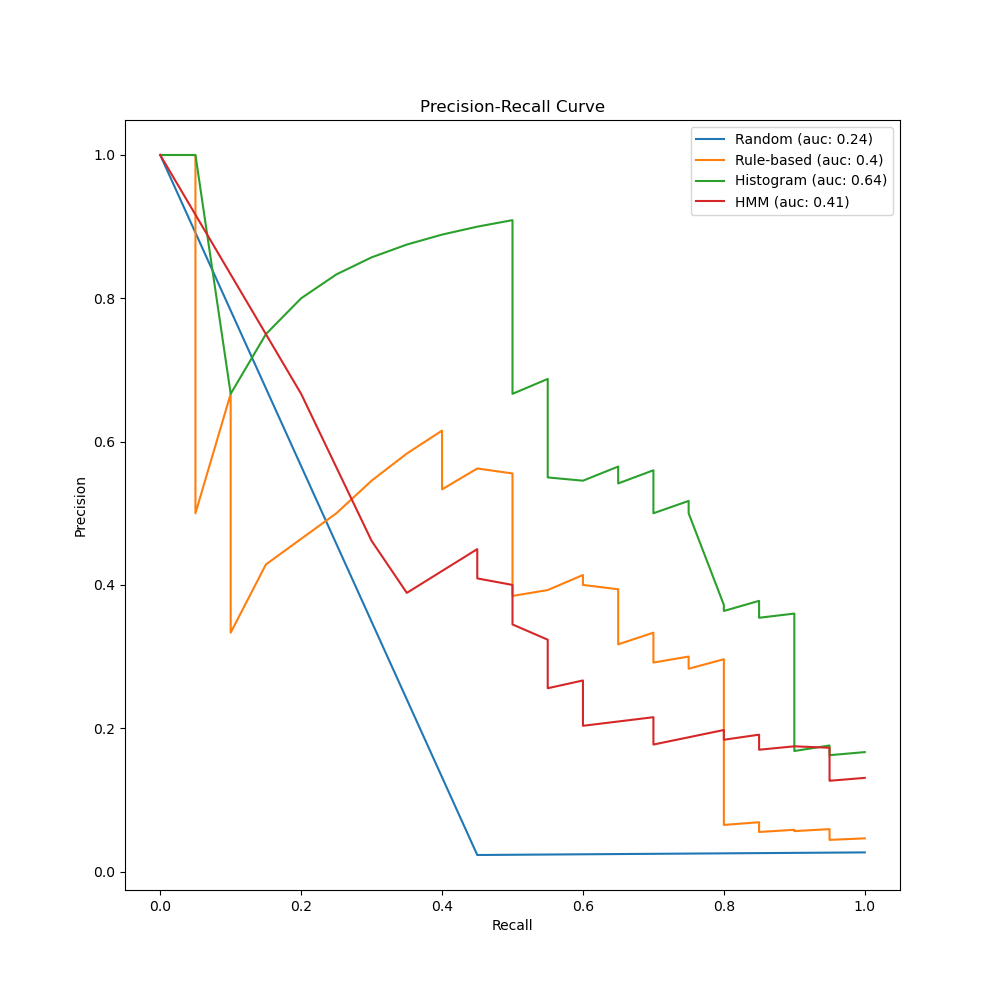 Precision-Recall Curve
Random (auc: 0.24)
Rule-based (auc: 0.4)
Histogram (auc: 0.64)
HMM (auc: 0.41)
Precision
1.0
0.8
0.6
0.4
0.2
0.0
0.0 0.2 0.4 0.6 0.8 1.0
Recall